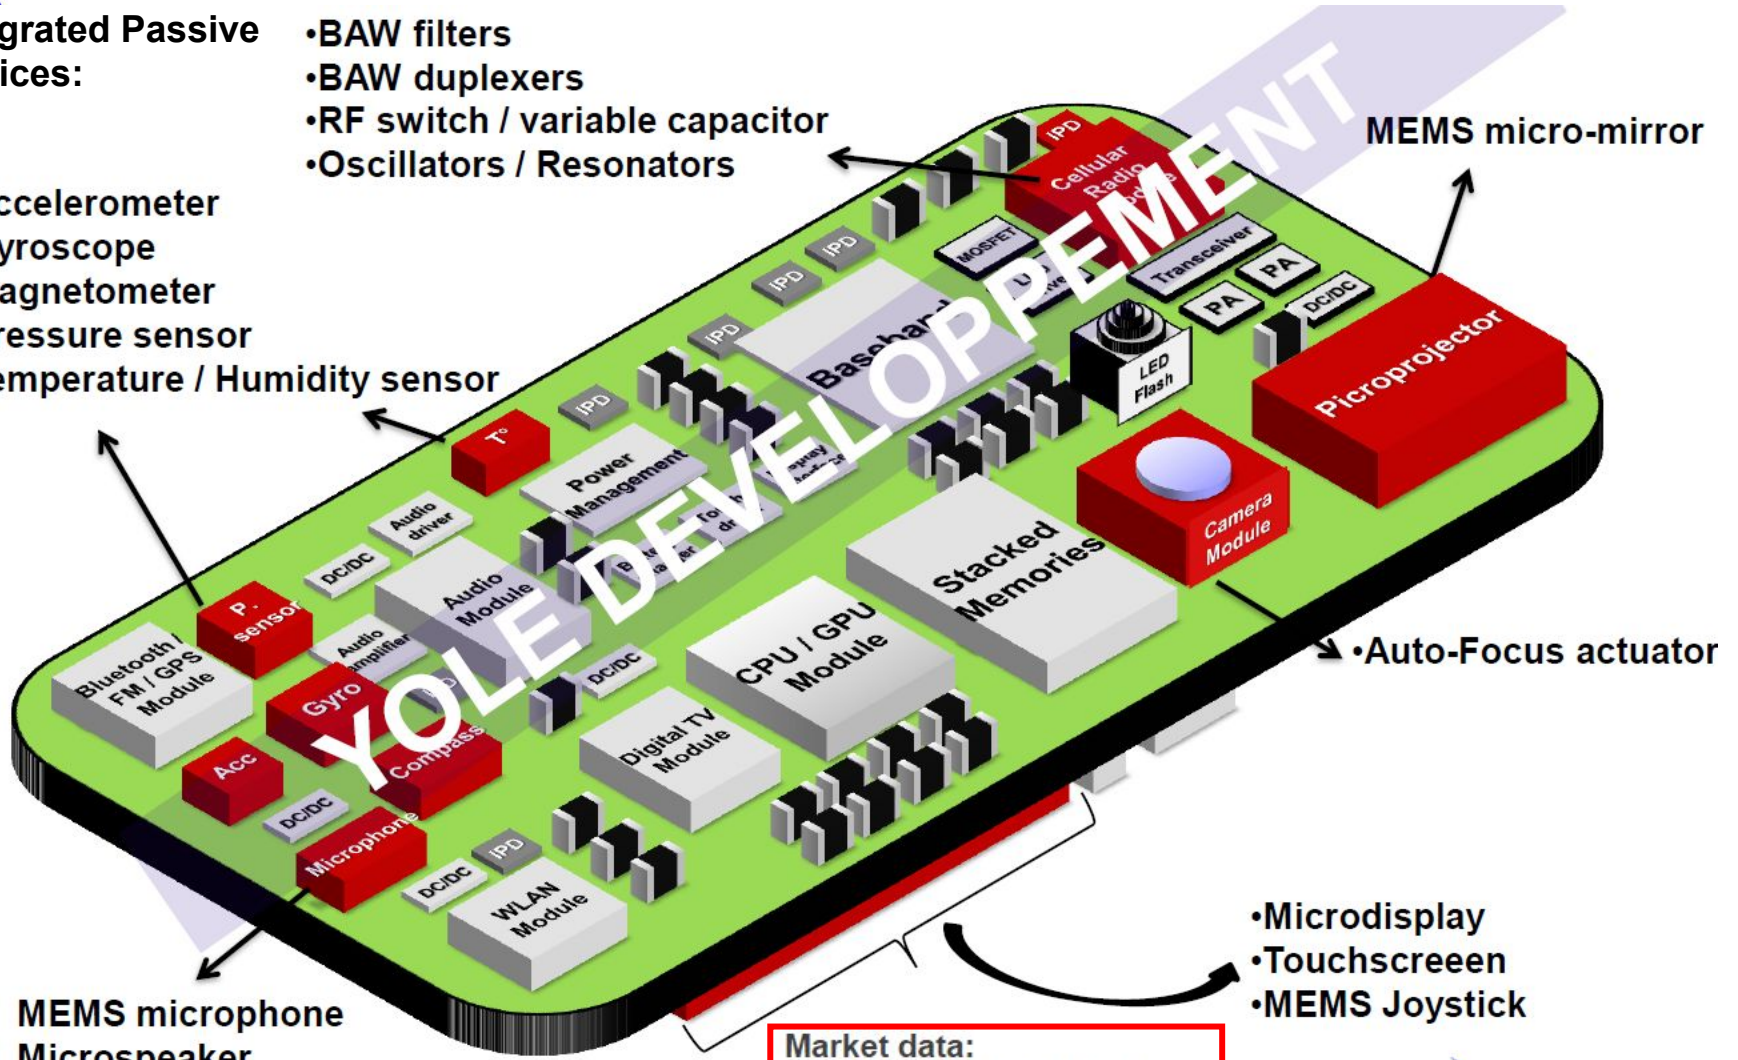 grated Passive
ices:
•BAW filters
•BAW duplexers
•RF switch / variable capacitor
•Oscillators / Resonators
MEMS micro-mirror
ccelerometer
yroscope
agnetometer
ressure sensor
emperature / Humidity sensor
IPD
Cellular
Radio
MOSFET
Transceiver
PA
PA
DC/DC
IPD
IPD
IPD
IPD
Baseband
LED
Flash
Picroprojector
T°
Power
Management
Audio
driver
DC/DC
Audio
Module
Stacked
Memories
Camera
Module
P.
sensor
Audio
amplifier
Bluetooth /
FM / GPS
Module
Gyro
Compass
Acc
DC/DC
DC/DC
CPU / GPU
Module
Digital TV
Module
Microphone
IPD
DC/DC
WLAN
Module
YOLE DEVELOPPEMENT
•Auto-Focus actuator
•Microdisplay
•Touchscreeen
•MEMS Joystick
MEMS microphone
Microspeaker
Market data: